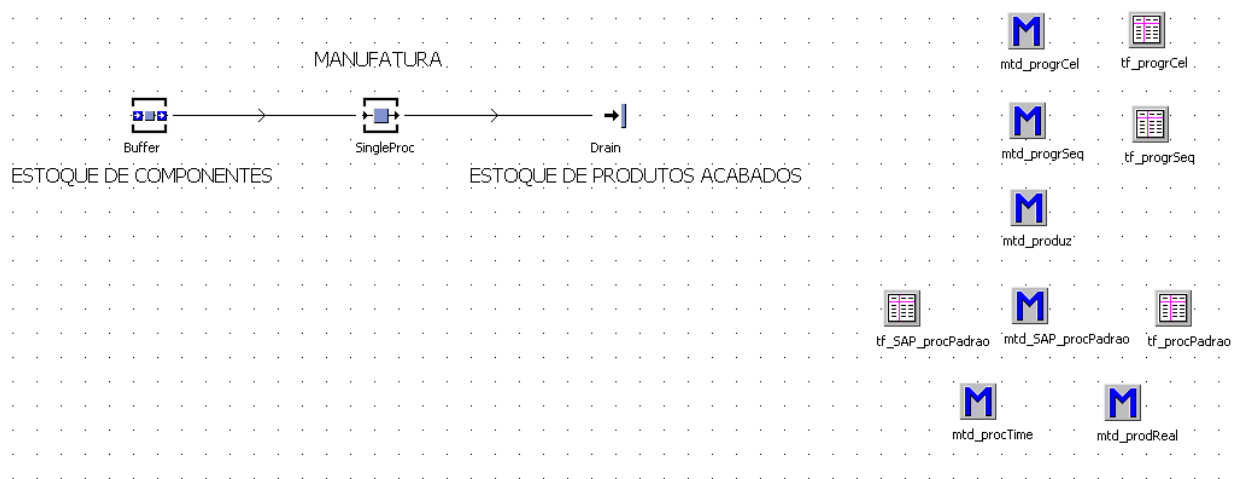 MANUFATURA
Buffer
SingleProc
Drain
ESTOQUE DE COMPONENTES
ESTOQUE DE PRODUTOS ACABADOS
mtd_progrCel
tf_progrCel
mtd_progrSeq
tf_progrSeq
mtd_produz
tf_SAP_procPadrao
mtd_SAP_procPadrao
tf_procPadrao
mtd_procTime
mtd_prodReal